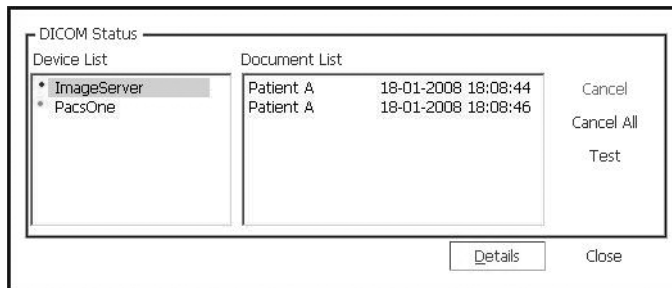 DICOM Status
Device List
Document List
* ImageServer
* PacsOne
Patient A 18-01-2008 18:08:44
Patient A 18-01-2008 18:08:46
Cancel
Cancel All
Test
Details
Close